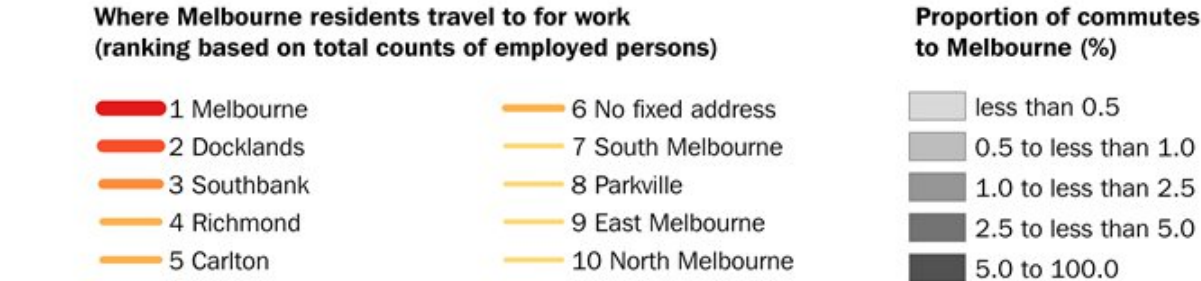 Where Melbourne residents travel to for work
(ranking based on total counts of employed persons)
1 Melbourne
2 Docklands
3 Southbank
4 Richmond
5 Carlton
6 No fixed address
7 South Melbourne
8 Parkville
9 East Melbourne
10 North Melbourne
Proportion of commutes
to Melbourne (%)
less than 0.5
0.5 to less than 1.0
1.0 to less than 2.5
2.5 to less than 5.0
5.0 to 100.0